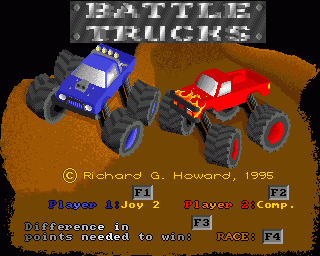 BATTLE
TRUCKS
© Richard G. Howard, 1995
F1 F2
Player 1:Joy 2 Player 2:Comp.
F3
Difference in
points needed to win: RACE: F4